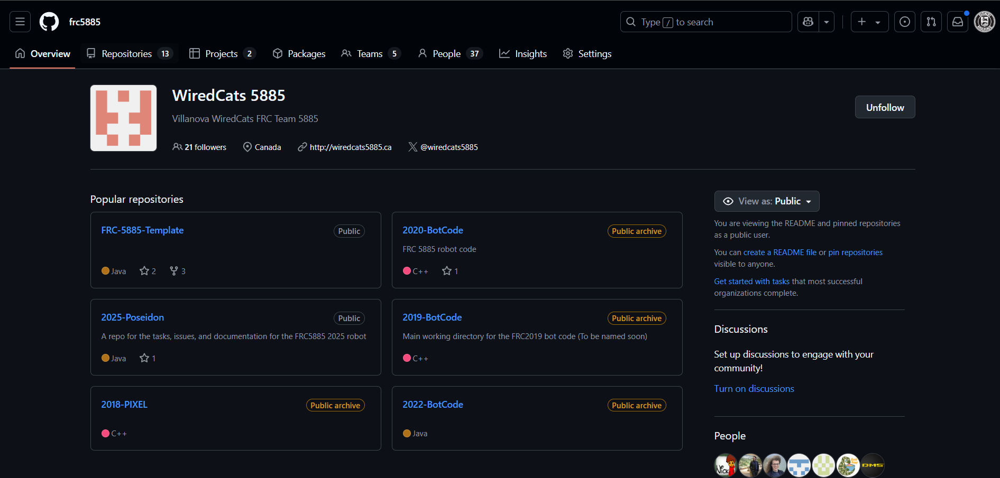 frc5885
Type / to search
Overview
Repositories 13
Projects 2
Packages
Teams 5
People 37
Insights
Settings
WiredCats 5885
Villanova WiredCats FRC Team 5885
21 followers
Canada
http://wiredcats5885.ca
@wiredcats5885
Unfollow
Popular repositories
FRC-5885-Template
Public
Java
2
3
2020-BotCode
Public archive
FRC 5885 robot code
C++
1
2025-Poseidon
Public
A repo for the tasks, issues, and documentation for the FRC5885 2025 robot
Java
1
2019-BotCode
Public archive
Main working directory for the FRC2019 bot code (To be named soon)
C++
2018-PIXEL
Public archive
C++
2022-BotCode
Public archive
Java
View as: Public
You are viewing the README and pinned repositories
as a public user.
You can create a README file or pin repositories
visible to anyone.
Get started with tasks that most successful
organizations complete.
Discussions
Set up discussions to engage with your
community!
Turn on discussions
People
Nick
DMS